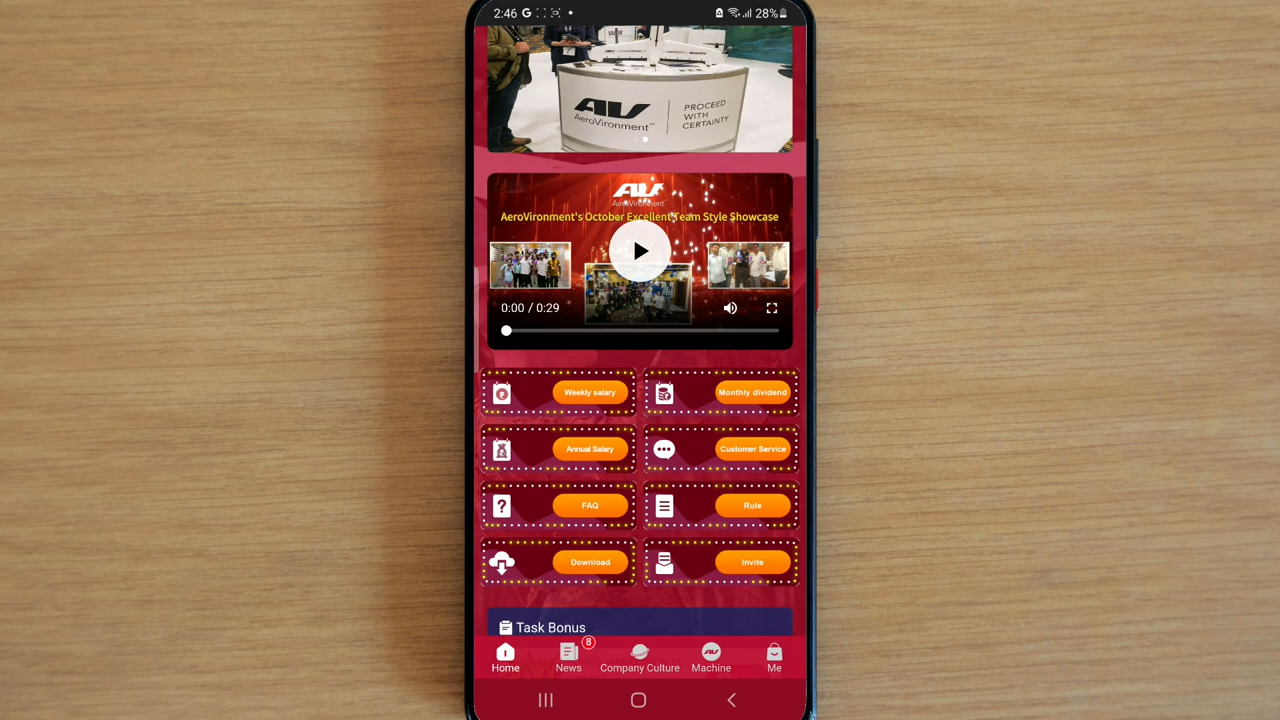 2:46
28%
AV
AeroVironment™
PROCEED
WITH
CERTAINTY
AV
AeroVironment
AeroVironment's October Excellent Team Style Showcase
0:00 / 0:29
Weekly salary
Monthly dividend
Annual Salary
Customer Service
FAQ
Rule
Download
Invite
Task Bonus
8
Home
News
Company Culture
Machine
Me